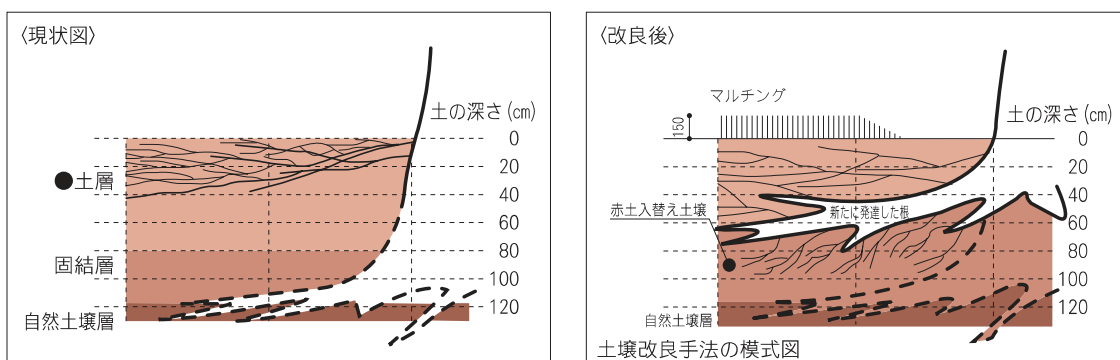 〈現状図〉
土の深さ(cm)
0
20
40
60
80
100
120
●土層
固結層
自然土壌層
〈改良後〉
マルチング
150
土の深さ(cm)
0
20
40
60
80
100
120
赤土入替え土壌
新たに発達した根
自然土壌層
土壌改良手法の模式図